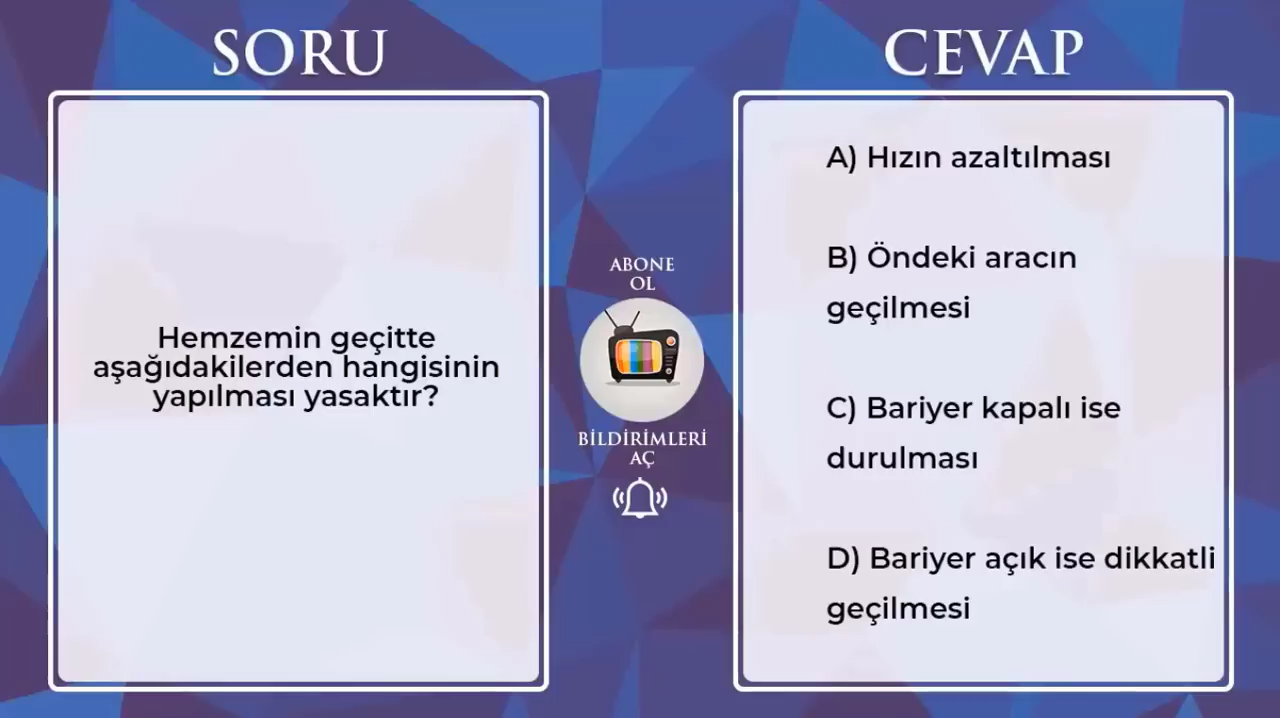 SORU
Hemzemin geçitte
aşağıdakilerden hangisinin
yapılması yasaktır?
ABONE
OL
BİLDİRİMLERİ
AÇ
CEVAP
A) Hızın azaltılması
B) Öndeki aracın
geçilmesi
C) Bariyer kapalı ise
durulması
D) Bariyer açık ise dikkatli
geçilmesi